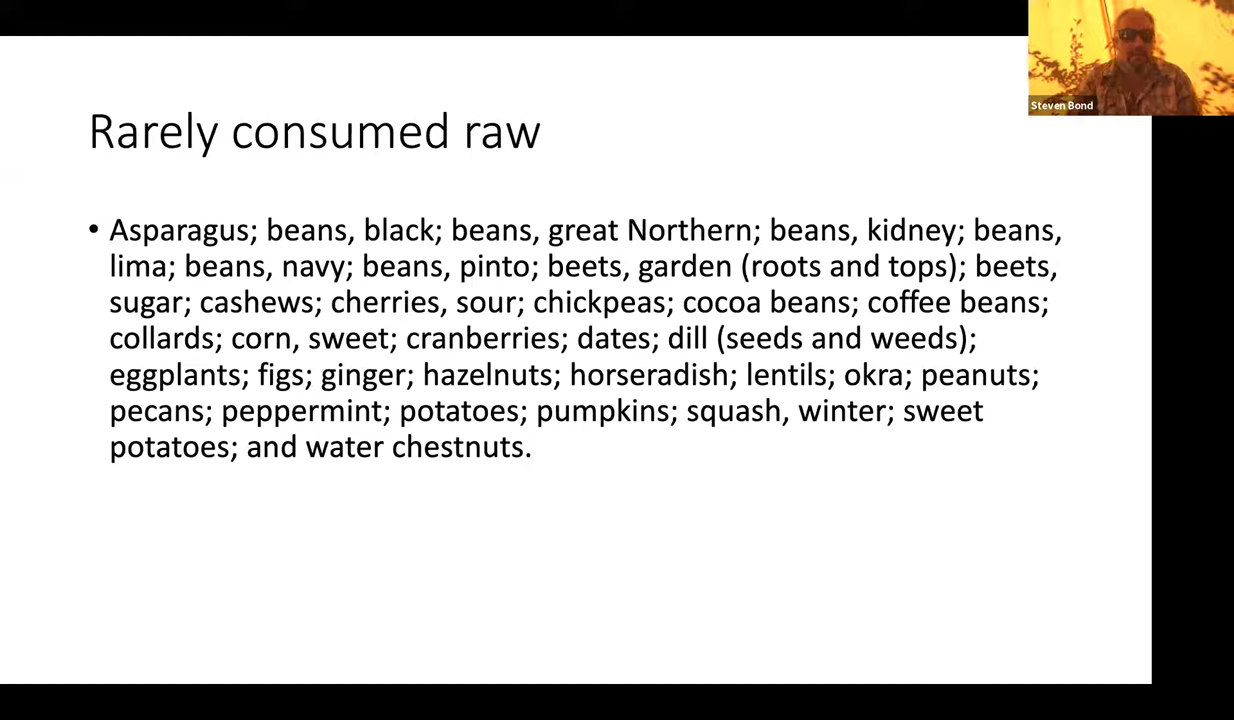 Steven Bond
Rarely consumed raw
• Asparagus; beans, black; beans, great Northern; beans, kidney; beans,
lima; beans, navy; beans, pinto; beets, garden (roots and tops); beets,
sugar; cashews; cherries, sour; chickpeas; cocoa beans; coffee beans;
collards; corn, sweet; cranberries; dates; dill (seeds and weeds);
eggplants; figs; ginger; hazelnuts; horseradish; lentils; okra; peanuts;
pecans; peppermint; potatoes; pumpkins; squash, winter; sweet
potatoes; and water chestnuts.